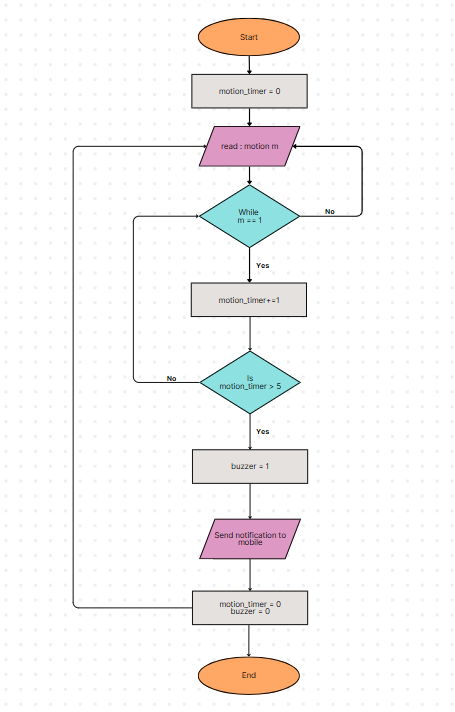 Start
motion_timer = 0
read : motion m
While
m == 1
No
Yes
motion_timer+=1
Is
motion_timer > 5
No
Yes
buzzer = 1
Send notification to
mobile
motion_timer = 0
buzzer = 0
End